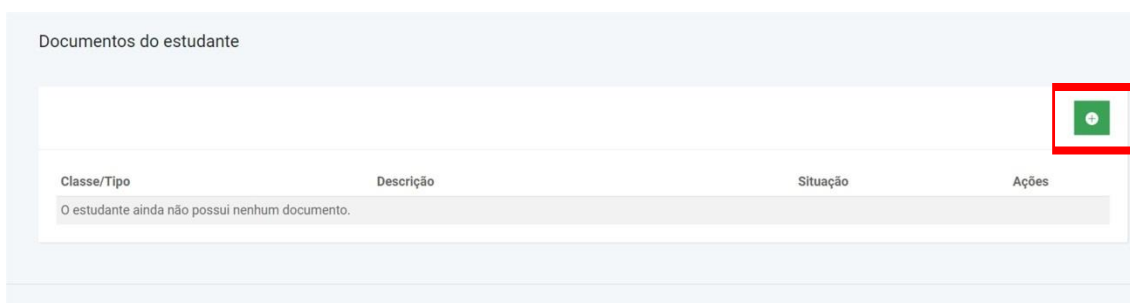 Documentos do estudante
Classe/Tipo Descrição Situação Ações
O estudante ainda não possui nenhum documento.